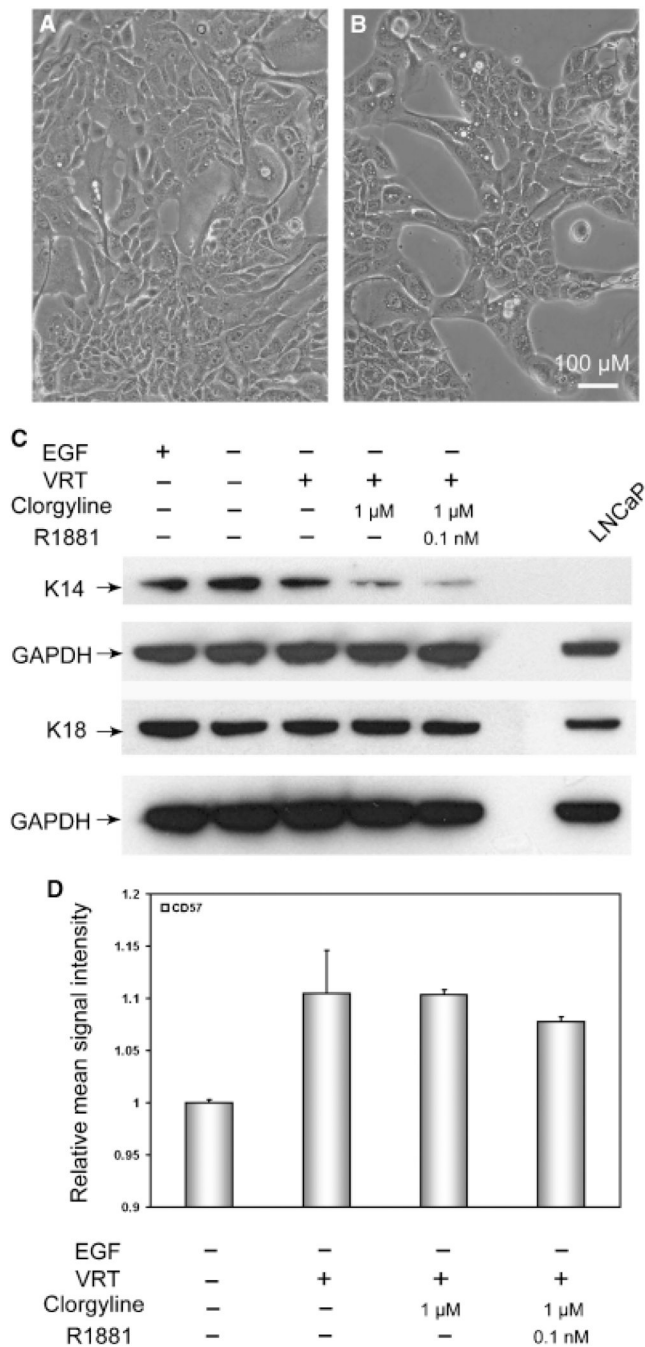 A
B
100 µM
C
EGF + – – – –
VRT – – + + +
Clorgyline – – – 1 µM 1 µM
R1881 – – – – 0.1 nM
LNCaP
K14
GAPDH
K18
GAPDH
D
1.2
CD57
1.15
1.1
1.05
1
0.95
0.9
Relative mean signal intensity
EGF – – – –
VRT – + + +
Clorgyline – – 1 µM 1 µM
R1881 – – – 0.1 nM